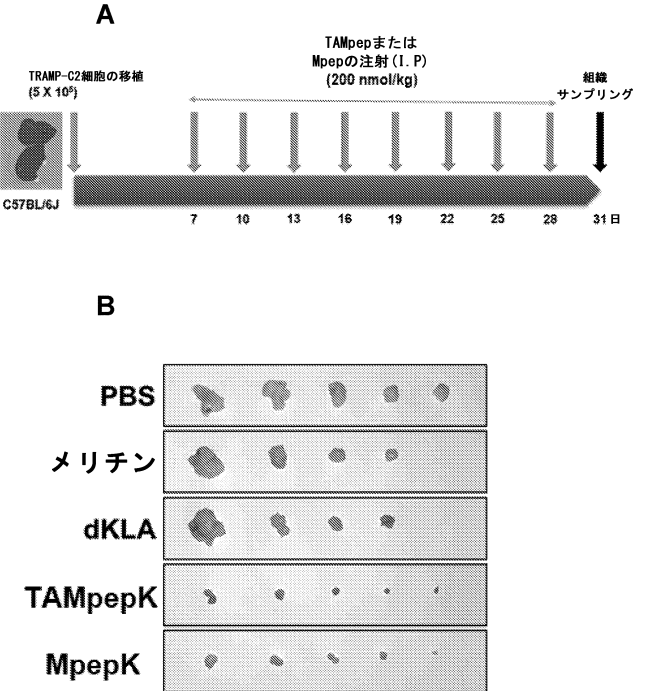 A
TRAMP-C2細胞の移植
(5 X 10⁵)
TAMpepまたは
Mpepの注射(I.P)
(200 nmol/kg)
組織
サンプリング
C57BL/6J
7 10 13 16 19 22 25 28 31日
B
PBS
メリチン
dKLA
TAMpepK
MpepK